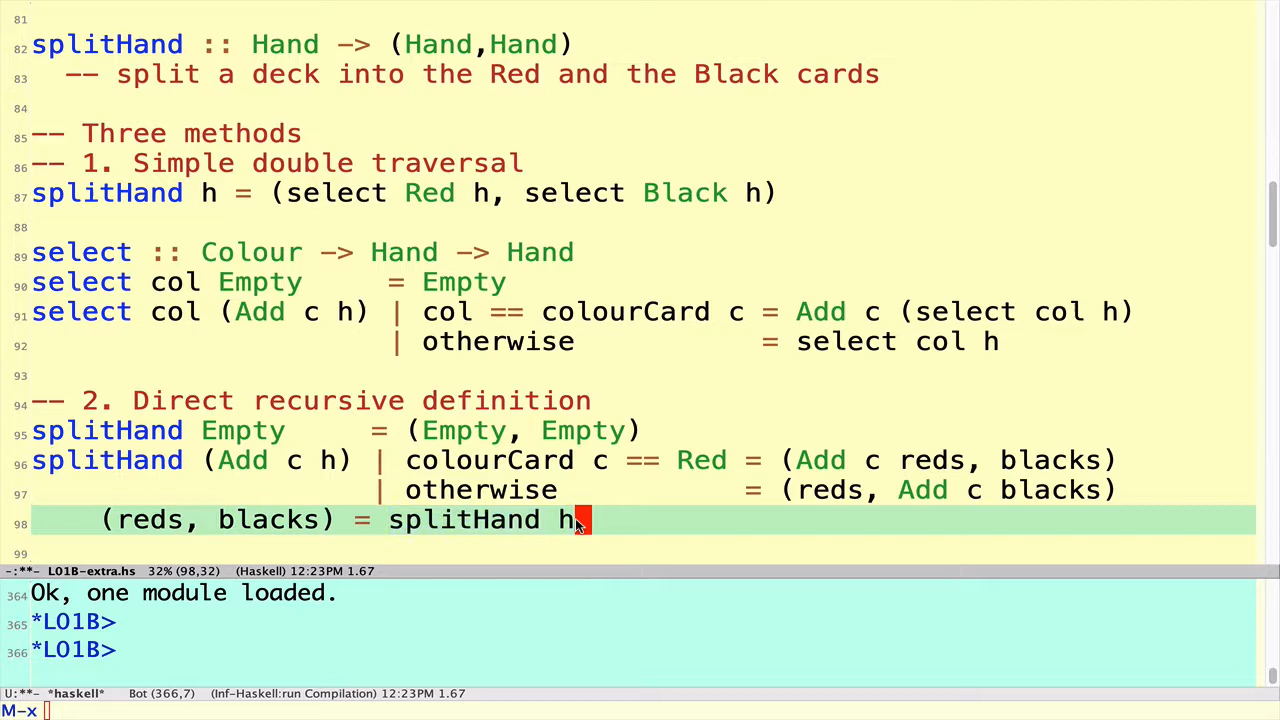 81
82 splitHand :: Hand -> (Hand,Hand)
83   -- split a deck into the Red and the Black cards
84
85 -- Three methods
86 -- 1. Simple double traversal
87 splitHand h = (select Red h, select Black h)
88
89 select :: Colour -> Hand -> Hand
90 select col Empty     = Empty
91 select col (Add c h) | col == colourCard c = Add c (select col h)
92                      | otherwise           = select col h
93
94 -- 2. Direct recursive definition
95 splitHand Empty     = (Empty, Empty)
96 splitHand (Add c h) | colourCard c == Red = (Add c reds, blacks)
97                     | otherwise           = (reds, Add c blacks)
98     (reds, blacks) = splitHand h
99
-:**- L01B-extra.hs   32% (98,32)   (Haskell) 12:23PM 1.67
364 Ok, one module loaded.
365 *L01B>
366 *L01B>
U:**- *haskell*   Bot (366,7)   (Inf-Haskell:run Compilation) 12:23PM 1.67
M-x